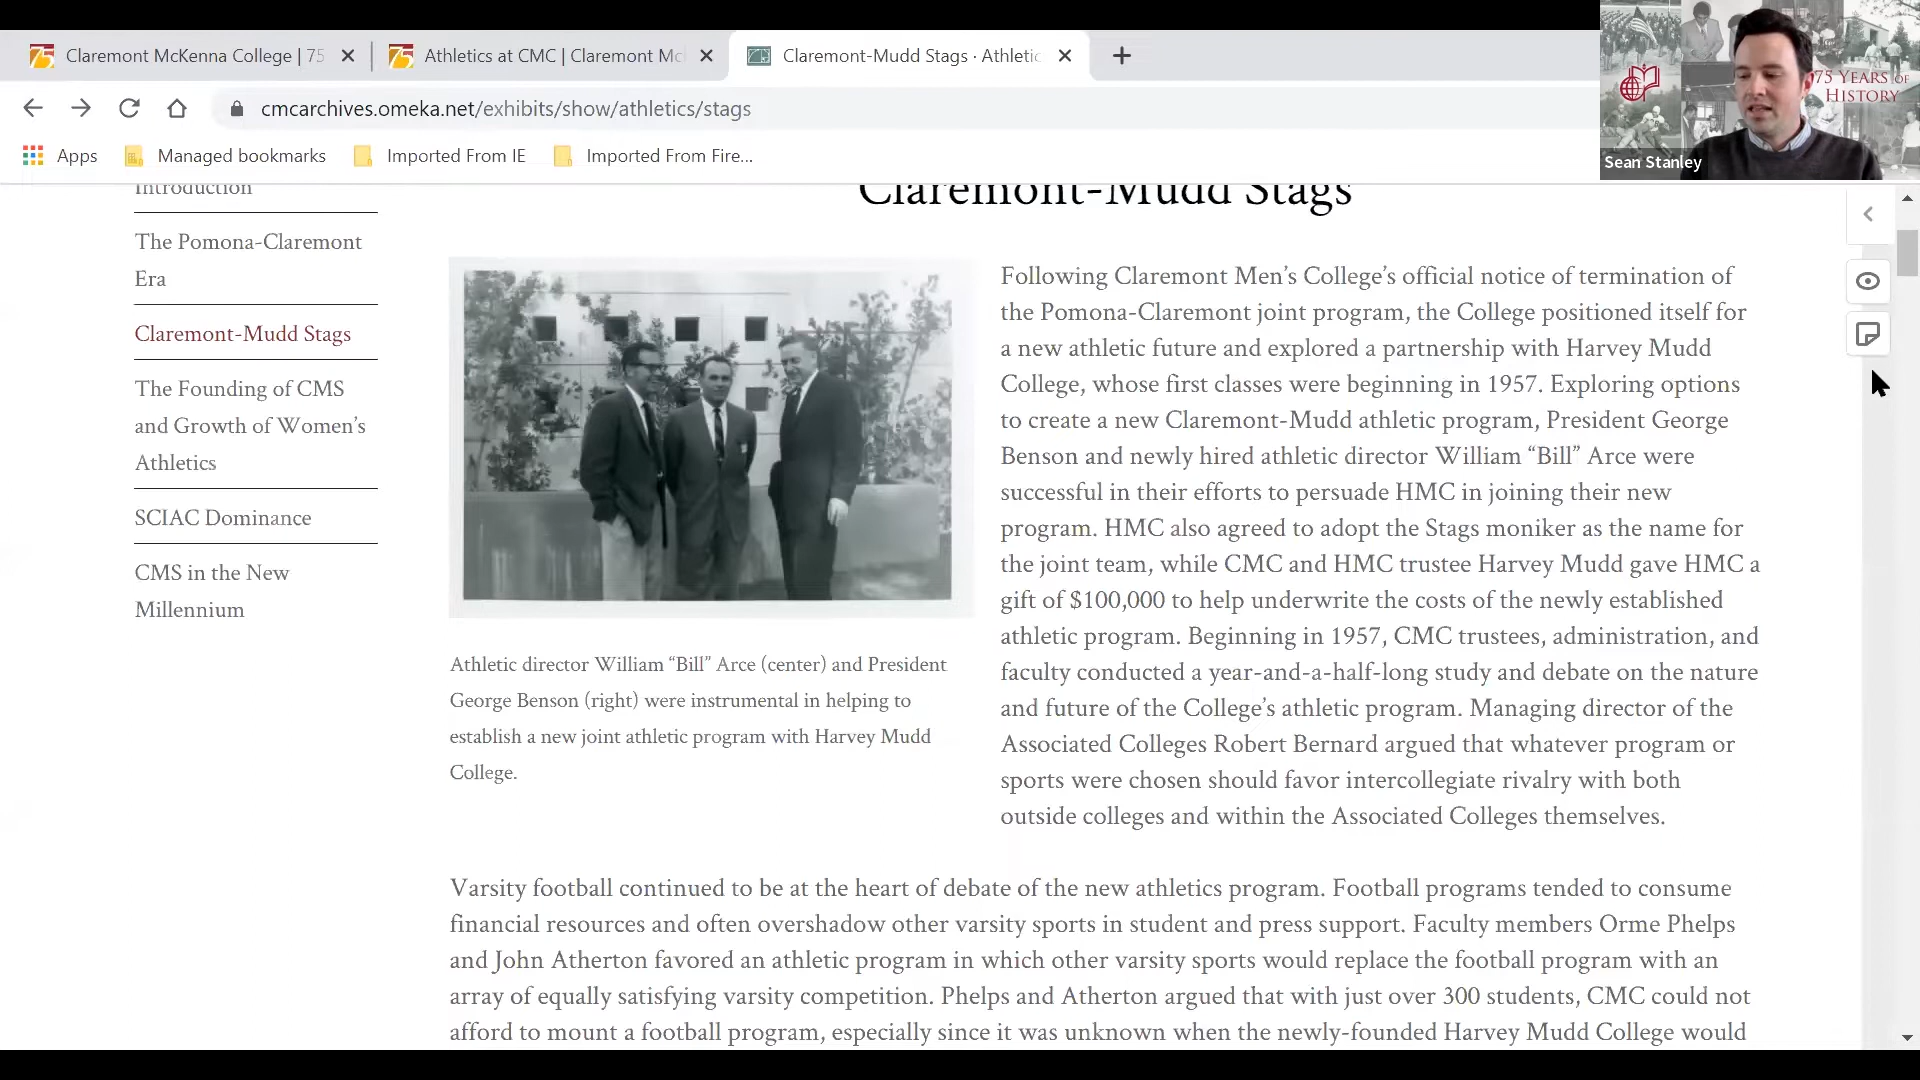 Claremont McKenna College | 75
Athletics at CMC | Claremont Mc
Claremont-Mudd Stags · Athletic
cmcarchives.omeka.net/exhibits/show/athletics/stags
Apps
Managed bookmarks
Imported From IE
Imported From Fire...
75 YEARS OF
HISTORY
Sean Stanley
Introduction
The Pomona-Claremont
Era
Claremont-Mudd Stags
The Founding of CMS
and Growth of Women’s
Athletics
SCIAC Dominance
CMS in the New
Millennium
Claremont-Mudd Stags
Athletic director William “Bill” Arce (center) and President
George Benson (right) were instrumental in helping to
establish a new joint athletic program with Harvey Mudd
College.
Following Claremont Men’s College’s official notice of termination of
the Pomona-Claremont joint program, the College positioned itself for
a new athletic future and explored a partnership with Harvey Mudd
College, whose first classes were beginning in 1957. Exploring options
to create a new Claremont-Mudd athletic program, President George
Benson and newly hired athletic director William “Bill” Arce were
successful in their efforts to persuade HMC in joining their new
program. HMC also agreed to adopt the Stags moniker as the name for
the joint team, while CMC and HMC trustee Harvey Mudd gave HMC a
gift of $100,000 to help underwrite the costs of the newly established
athletic program. Beginning in 1957, CMC trustees, administration, and
faculty conducted a year-and-a-half-long study and debate on the nature
and future of the College’s athletic program. Managing director of the
Associated Colleges Robert Bernard argued that whatever program or
sports were chosen should favor intercollegiate rivalry with both
outside colleges and within the Associated Colleges themselves.
Varsity football continued to be at the heart of debate of the new athletics program. Football programs tended to consume
financial resources and often overshadow other varsity sports in student and press support. Faculty members Orme Phelps
and John Atherton favored an athletic program in which other varsity sports would replace the football program with an
array of equally satisfying varsity competition. Phelps and Atherton argued that with just over 300 students, CMC could not
afford to mount a football program, especially since it was unknown when the newly-founded Harvey Mudd College would